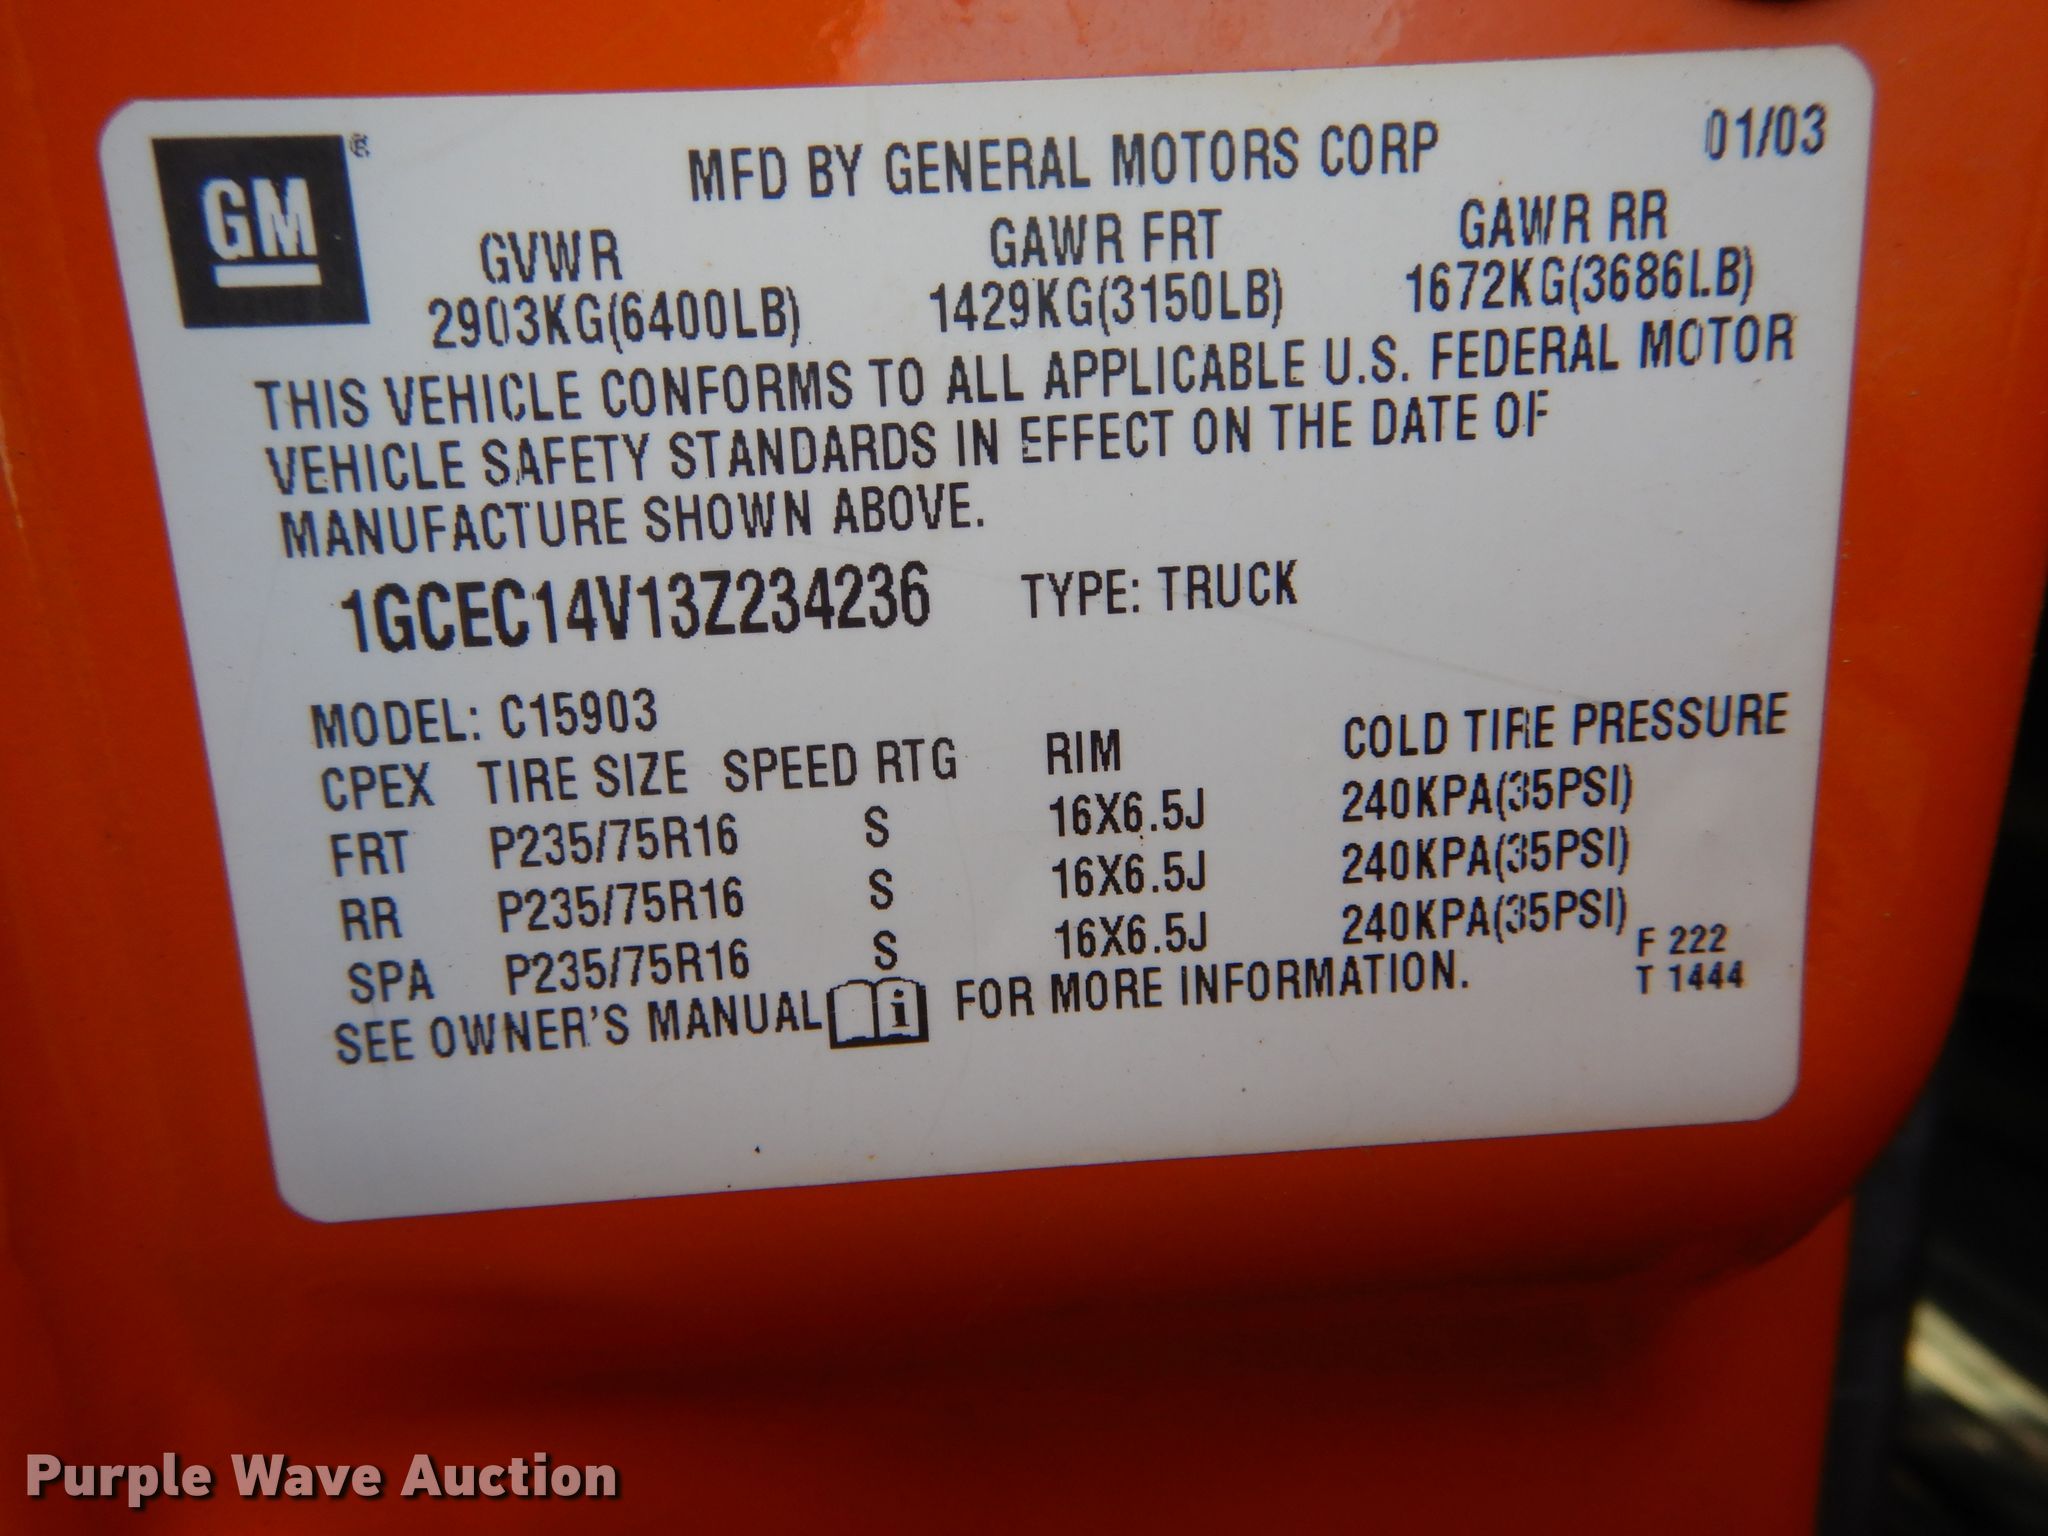 GM®
MFD BY GENERAL MOTORS CORP 01/03
GVWR GAWR FRT GAWR RR
2903KG(6400LB) 1429KG(3150LB) 1672KG(3686LB)
THIS VEHICLE CONFORMS TO ALL APPLICABLE U.S. FEDERAL MOTOR
VEHICLE SAFETY STANDARDS IN EFFECT ON THE DATE OF
MANUFACTURE SHOWN ABOVE.
1GCEC14V13Z234236 TYPE: TRUCK
MODEL: C15903
CPEX TIRE SIZE SPEED RTG RIM COLD TIRE PRESSURE
FRT P235/75R16 S 16X6.5J 240KPA(35PSI)
RR P235/75R16 S 16X6.5J 240KPA(35PSI)
SPA P235/75R16 S 16X6.5J 240KPA(35PSI)
SEE OWNER'S MANUAL i FOR MORE INFORMATION.
F 222
T 1444
Purple Wave Auction